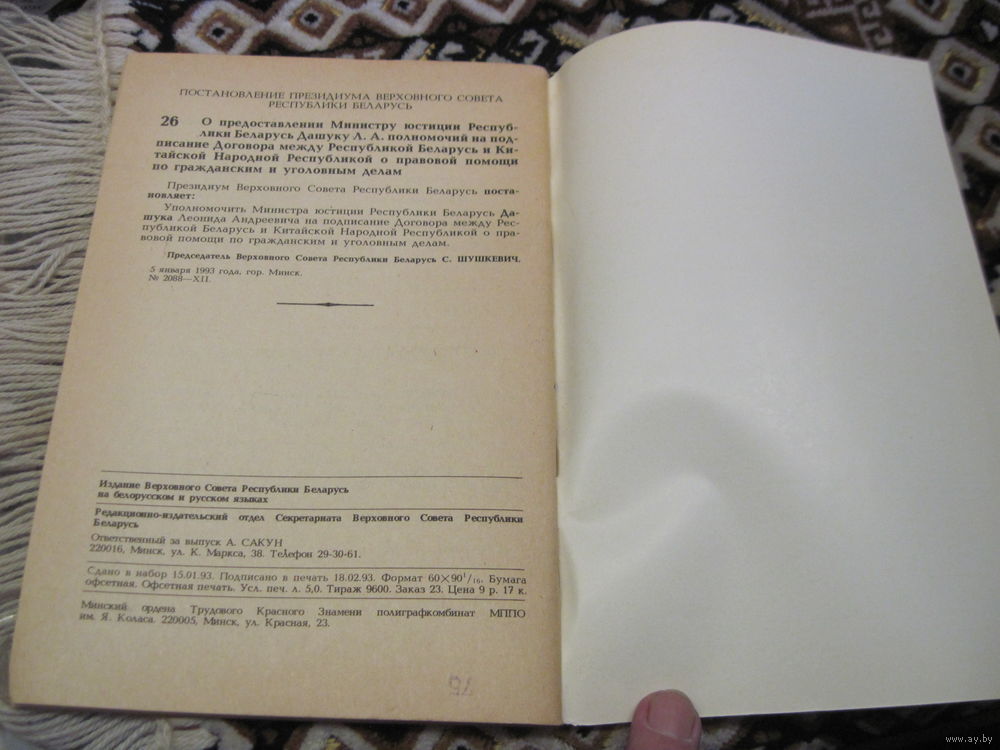 ПОСТАНОВЛЕНИЕ ПРЕЗИДИУМА ВЕРХОВНОГО СОВЕТА
РЕСПУБЛИКИ БЕЛАРУСЬ
26 О предоставлении Министру юстиции Респуб-
лики Беларусь Дашуку Л. А. полномочий на под-
писание Договора между Республикой Беларусь и Ки-
тайской Народной Республикой о правовой помощи
по гражданским и уголовным делам
Президиум Верховного Совета Республики Беларусь поста-
новляет:
Уполномочить Министра юстиции Республики Беларусь Да-
шука Леонида Андреевича на подписание Договора между Рес-
публикой Беларусь и Китайской Народной Республикой о пра-
вовой помощи по гражданским и уголовным делам.
Председатель Верховного Совета Республики Беларусь С. ШУШКЕВИЧ.
5 января 1993 года, гор. Минск.
№ 2088—XII.
Издание Верховного Совета Республики Беларусь
на белорусском и русском языках
Редакционно-издательский отдел Секретариата Верховного Совета Республики
Беларусь
Ответственный за выпуск А. САКУН
220016, Минск, ул. К. Маркса, 38. Телефон 29-30-61.
Сдано в набор 15.01.93. Подписано в печать 18.02.93. Формат 60×90¹/₁₆. Бумага
офсетная. Офсетная печать. Усл. печ. л. 5,0. Тираж 9600. Заказ 23. Цена 9 р. 17 к.
Минский ордена Трудового Красного Знамени полиграфкомбинат МППО
им. Я. Коласа. 220005, Минск, ул. Красная, 23.
www.ay.by